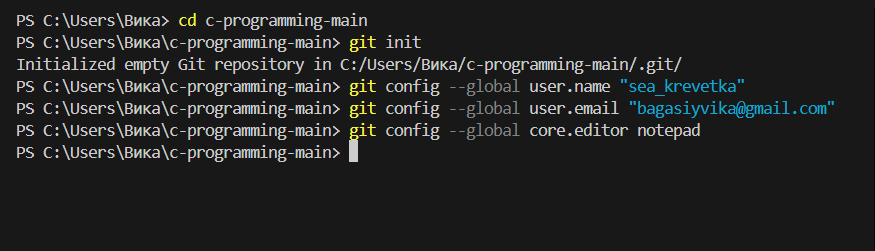 PS C:\Users\Вика> cd c-programming-main
PS C:\Users\Вика\c-programming-main> git init
Initialized empty Git repository in C:/Users/Вика/c-programming-main/.git/
PS C:\Users\Вика\c-programming-main> git config --global user.name "sea_krevetka"
PS C:\Users\Вика\c-programming-main> git config --global user.email "bagasiyvika@gmail.com"
PS C:\Users\Вика\c-programming-main> git config --global core.editor notepad
PS C:\Users\Вика\c-programming-main>